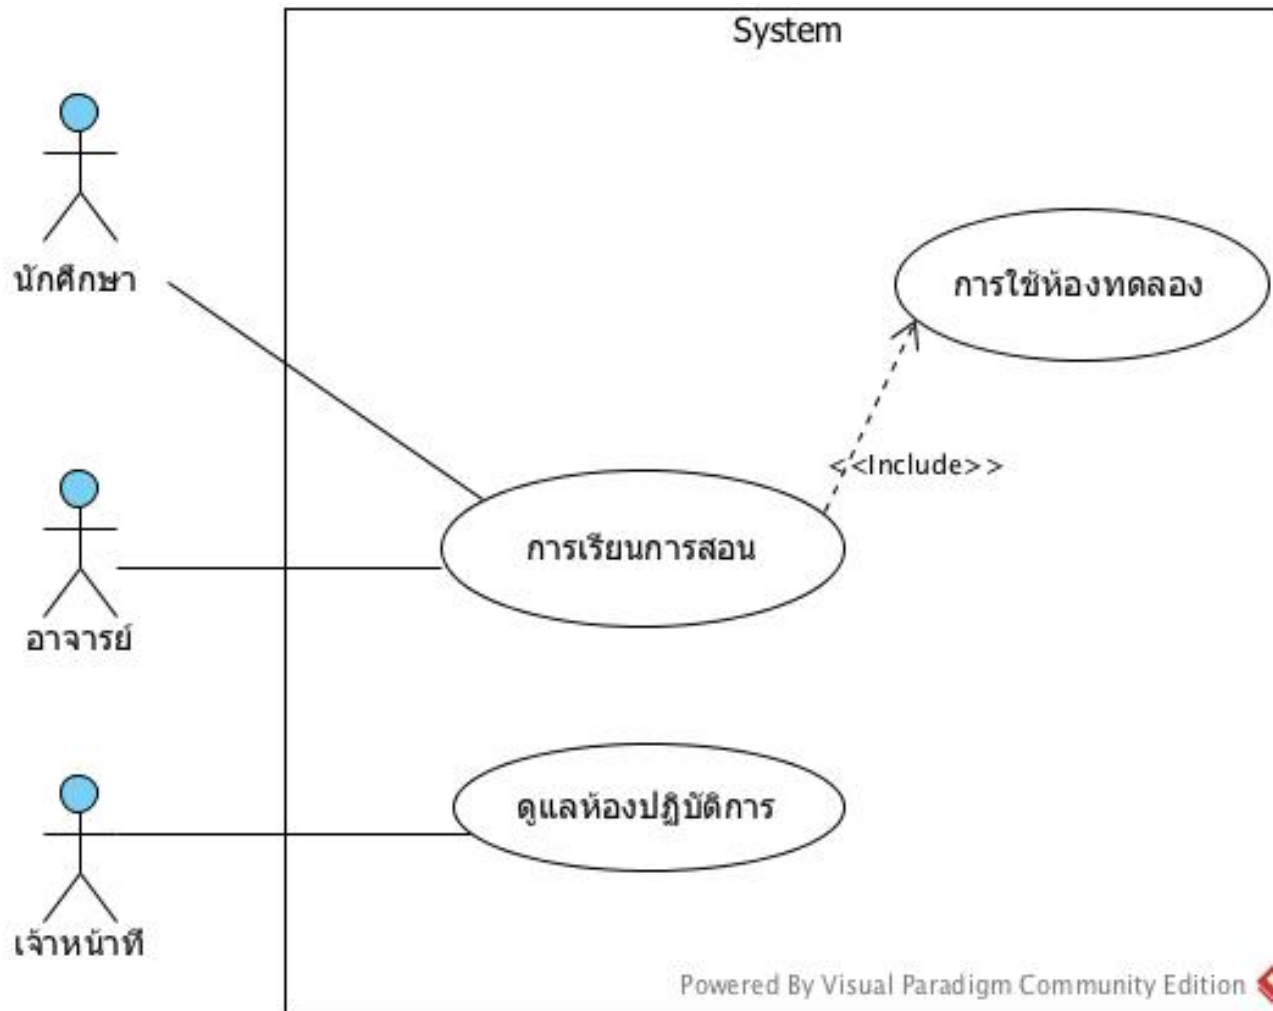 System
นักศึกษา
การใช้ห้องทดลอง
<<Include>>
การเรียนการสอน
อาจารย์
ดูแลห้องปฏิบัติการ
เจ้าหน้าที่
Powered By Visual Paradigm Community Edition